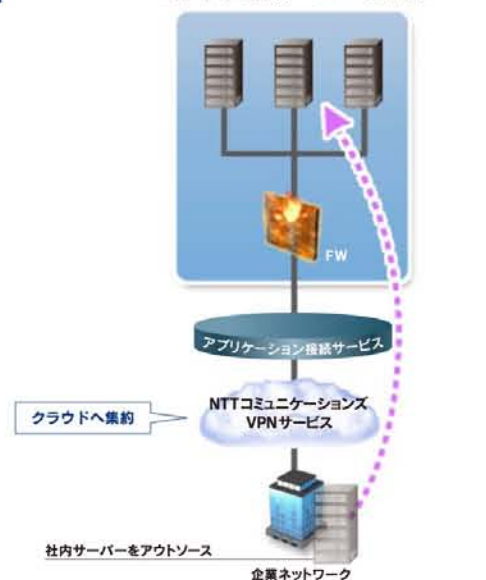 FW
アプリケーション接続サービス
NTTコミュニケーションズ
VPNサービス
クラウドへ集約
社内サーバーをアウトソース
企業ネットワーク